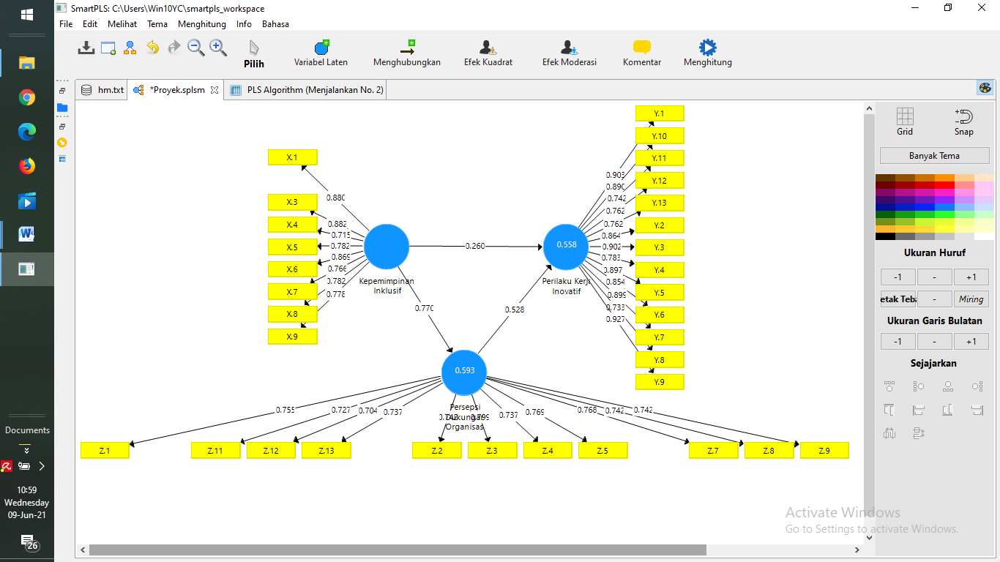 SmartPLS: C:\Users\Win10YC\smartpls_workspace
File Edit Melihat Tema Menghitung Info Bahasa
Pilih
Variabel Laten
Menghubungkan
Efek Kuadrat
Efek Moderasi
Komentar
Menghitung
hm.txt
*Proyek.splsm
PLS Algorithm (Menjalankan No. 2)
X.1
X.3
X.4
X.5
X.6
X.7
X.8
X.9
0.880
0.882
0.715
0.782
0.869
0.766
0.782
0.778
Kepemimpinan
Inklusif
0.260
0.770
0.528
0.558
Perilaku Kerja
Inovatif
0.903
0.890
0.742
0.762
0.762
0.864
0.902
0.783
0.897
0.854
0.899
0.733
0.927
Y.1
Y.10
Y.11
Y.12
Y.13
Y.2
Y.3
Y.4
Y.5
Y.6
Y.7
Y.8
Y.9
0.593
Persepsi
Dukungan
Organisas
0.755
0.727
0.704
0.737
0.737
0.769
0.768
0.742
0.742
Z.1
Z.11
Z.12
Z.13
Z.2
Z.3
Z.4
Z.5
Z.7
Z.8
Z.9
Grid
Snap
Banyak Tema
Ukuran Huruf
-1 - +1
etak Teba - Miring
Ukuran Garis Bulatan
-1 - +1
Sejajarkan
Activate Windows
Go to Settings to activate Windows.
Documents
10:59
Wednesday
09-Jun-21
26